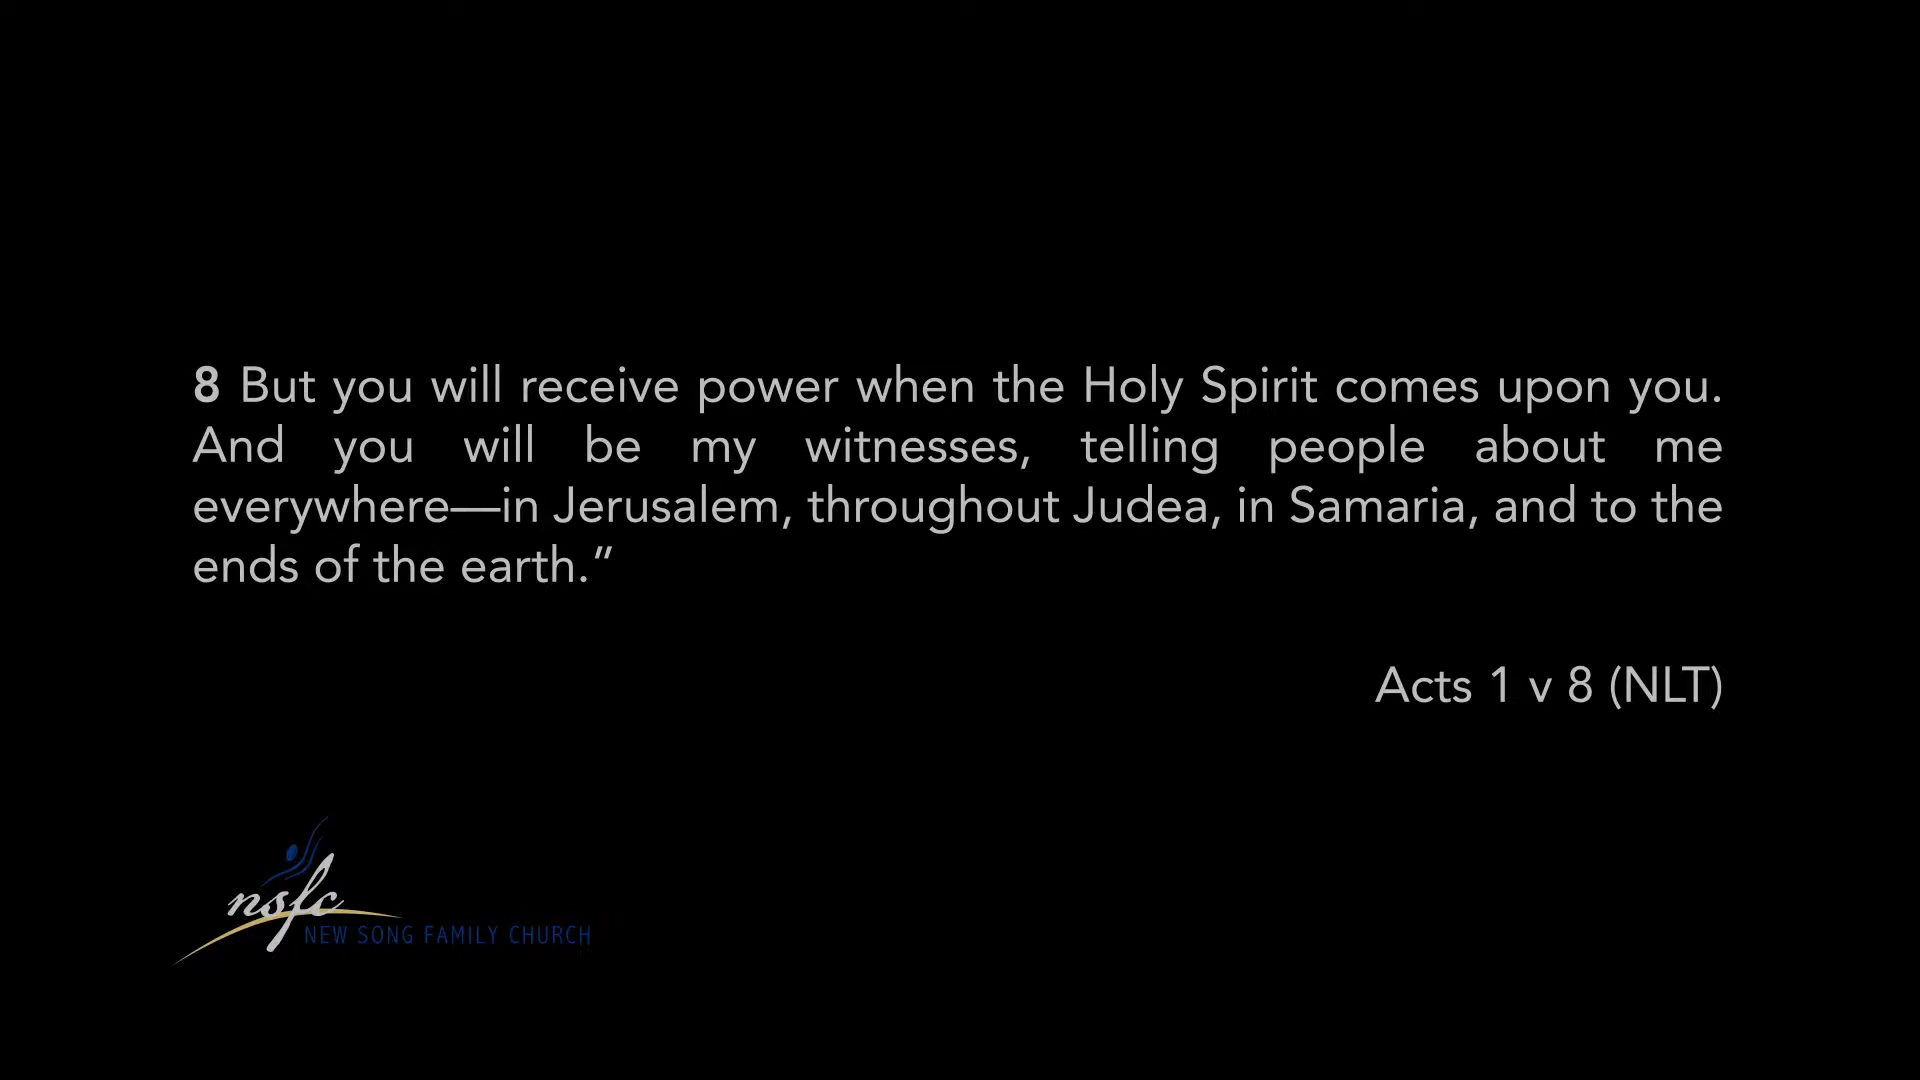 8 But you will receive power when the Holy Spirit comes upon you.
And you will be my witnesses, telling people about me
everywhere—in Jerusalem, throughout Judea, in Samaria, and to the
ends of the earth.”
Acts 1 v 8 (NLT)
nsfc
NEW SONG FAMILY CHURCH